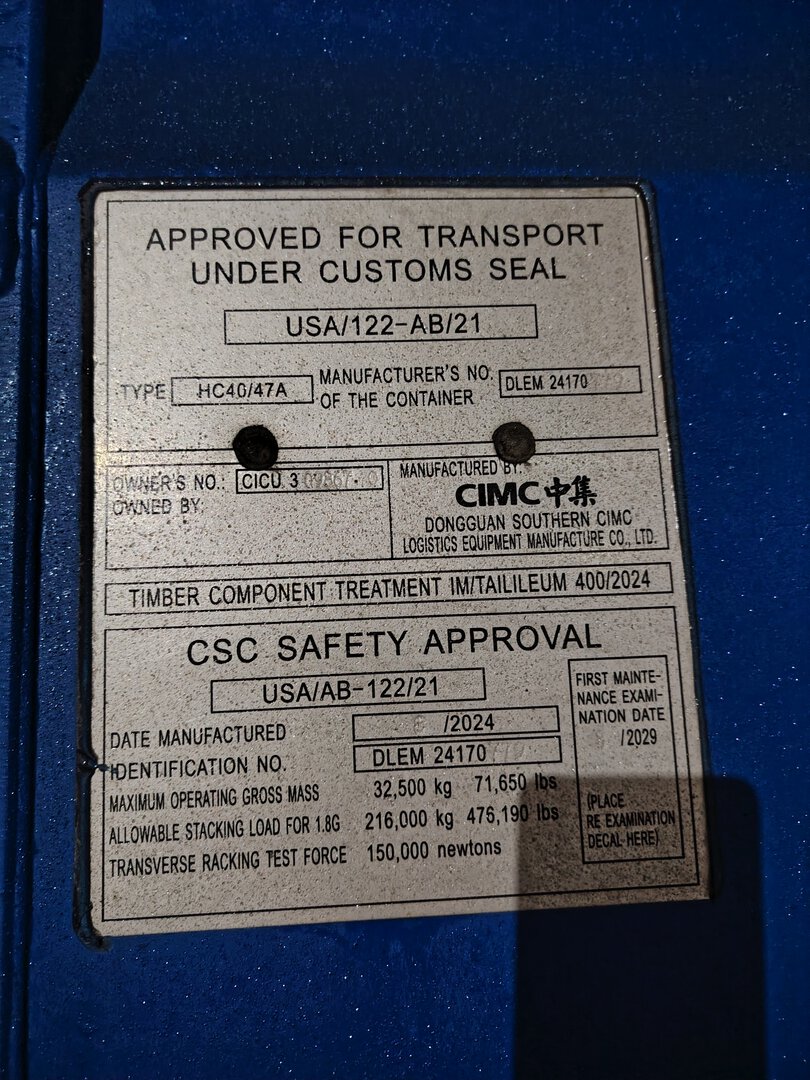 APPROVED FOR TRANSPORT
UNDER CUSTOMS SEAL
USA/122-AB/21
TYPE HC40/47A
MANUFACTURER'S NO.
OF THE CONTAINER
DLEM 24170
OWNER'S NO.: CICU 3
OWNED BY:
MANUFACTURED BY:
CIMC中集
DONGGUAN SOUTHERN CIMC
LOGISTICS EQUIPMENT MANUFACTURE CO., LTD.
TIMBER COMPONENT TREATMENT IM/TAILILEUM 400/2024
CSC SAFETY APPROVAL
USA/AB-122/21
DATE MANUFACTURED /2024
IDENTIFICATION NO. DLEM 24170
MAXIMUM OPERATING GROSS MASS 32,500 kg 71,650 lbs
ALLOWABLE STACKING LOAD FOR 1.8G 216,000 kg 476,190 lbs
TRANSVERSE RACKING TEST FORCE 150,000 newtons
FIRST MAINTE-
NANCE EXAMI-
NATION DATE
/2029
(PLACE
RE EXAMINATION
DECAL HERE)